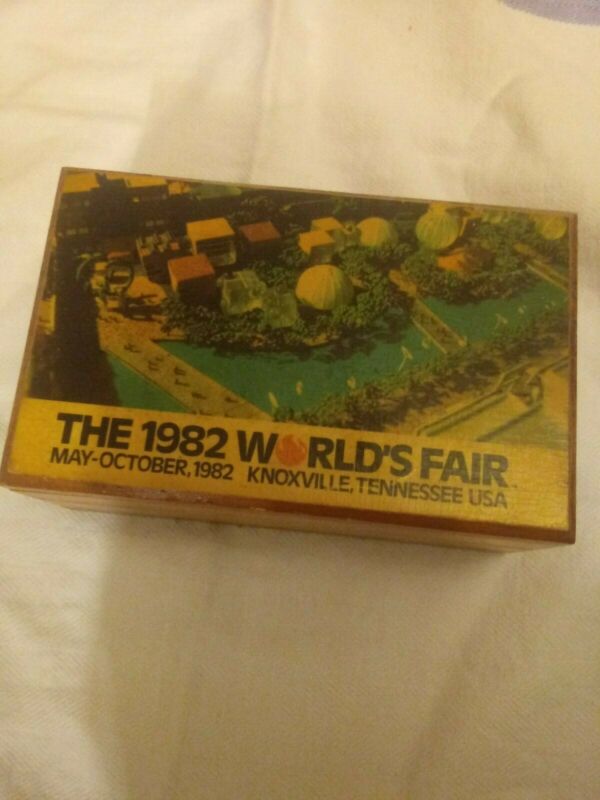 THE 1982 WORLD'S FAIR
MAY-OCTOBER, 1982 KNOXVILLE, TENNESSEE USA